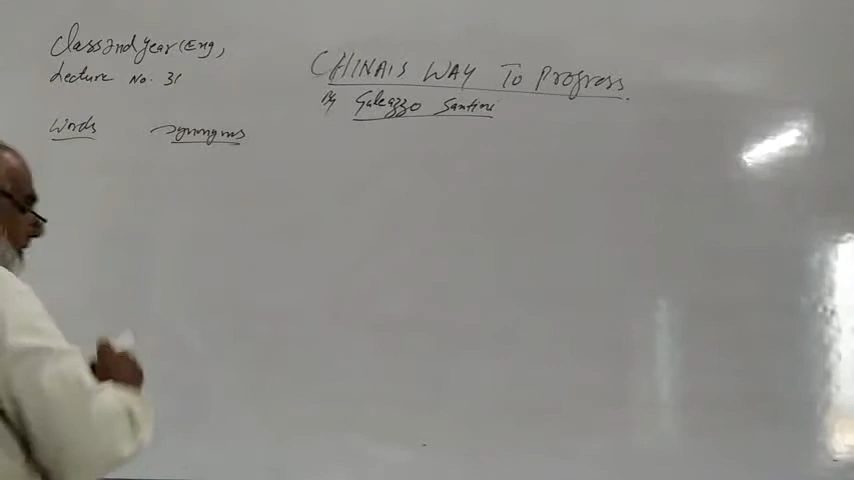 Class 2nd year (Eng)
Lecture No. 31
CHINA'S WAY To Progress
By Galeazzo Santini
Words Synonyms